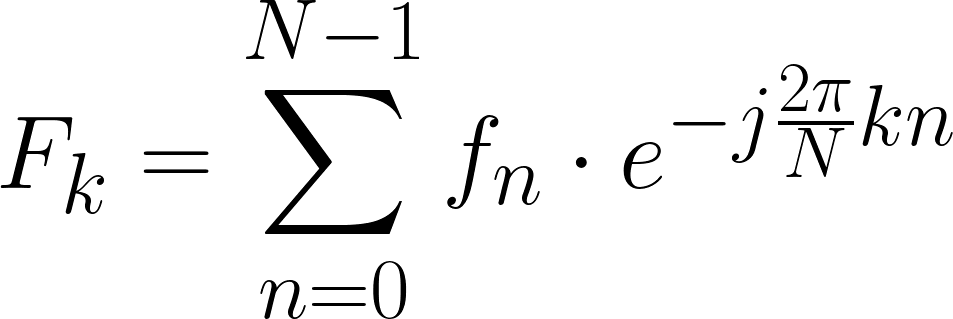 F_k = \sum_{n=0}^{N-1} f_n \cdot e^{-j\frac{2\pi}{N}kn}